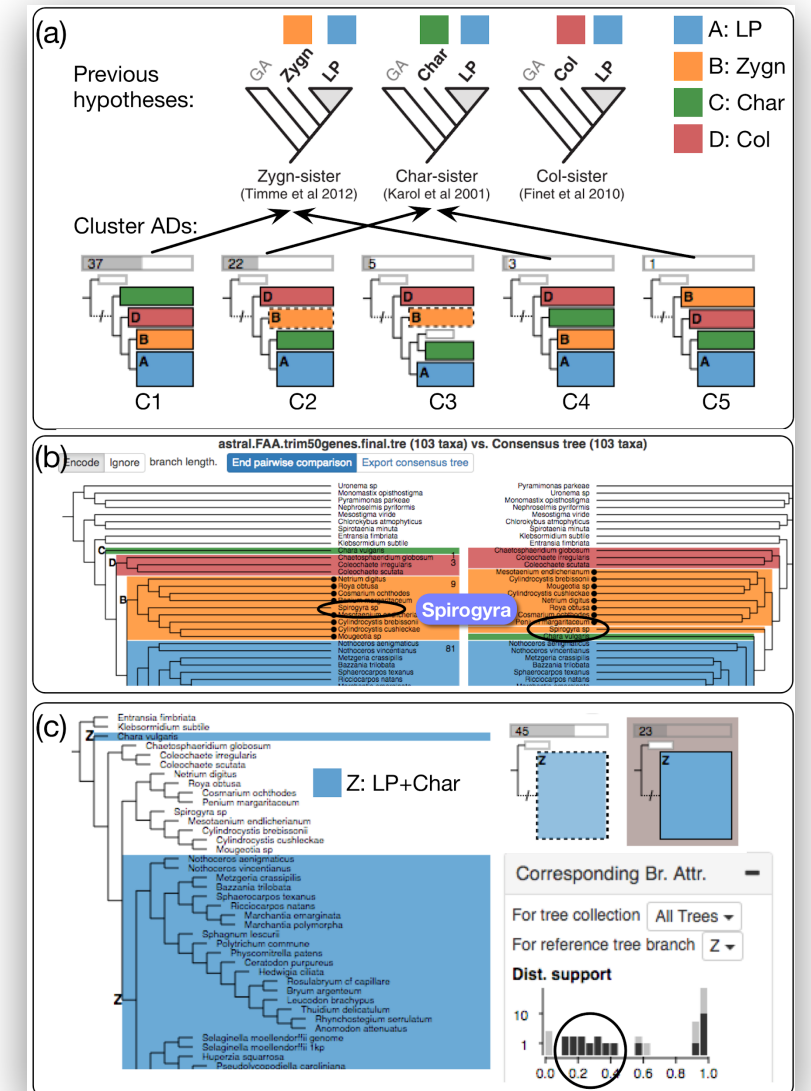 (a)
Previous
hypotheses:
GA Zygn LP
GA Char LP
GA Col LP
A: LP
B: Zygn
C: Char
D: Col
Zygn-sister
(Timme et al 2012)
Char-sister
(Karol et al 2001)
Col-sister
(Finet et al 2010)
Cluster ADs:
37
D
B
A
C1
22
D
B
A
C2
5
D
B
A
C3
3
D
B
A
C4
1
B
D
A
C5
(b)
astral.FAA.trim50genes.final.tre (103 taxa) vs. Consensus tree (103 taxa)
Encode Ignore branch length. End pairwise comparison Export consensus tree
Uronema sp
Monomastix opisthostigma
Pyramimonas parkeae
Nephroselmis pyriformis
Mesostigma viride
Chlorokybus atmophyticus
Spirotaenia minuta
Entransia fimbriata
Klebsormidium subtile
C Chara vulgaris 1
Chaetosphaeridium globosum
D Coleochaete irregularis 3
Coleochaete scutata
Netrium digitus
Roya obtusa 9
Cosmarium ochthodes
B Penium margaritaceum
Spirogyra sp
Cylindrocystis brebissonii
Cylindrocystis cushleckae
Mougeotia sp
Nothoceros aenigmaticus
Nothoceros vincentianus 81
Metzgeria crassipilis
Bazzania trilobata
Sphaerocarpos texanus
Ricciocarpos natans
Spirogyra
Pyramimonas parkeae
Uronema sp
Monomastix opisthostigma
Nephroselmis pyriformis
Mesostigma viride
Chlorokybus atmophyticus
Spirotaenia minuta
Klebsormidium subtile
Entransia fimbriata
Chaetosphaeridium globosum
Coleochaete irregularis
Coleochaete scutata
Mesotaenium endlicherianum
Cylindrocystis brebissonii
Mougeotia sp
Cylindrocystis cushleckae
Netrium digitus
Roya obtusa
Cosmarium ochthodes
Penium margaritaceum
Spirogyra sp
Chara vulgaris
Nothoceros aenigmaticus
Nothoceros vincentianus
Metzgeria crassipilis
Bazzania trilobata
Sphaerocarpos texanus
Ricciocarpos natans
(c)
Entransia fimbriata
Klebsormidium subtile
Z Chara vulgaris
Chaetosphaeridium globosum
Coleochaete irregularis
Coleochaete scutata
Netrium digitus
Roya obtusa
Cosmarium ochthodes
Penium margaritaceum
Spirogyra sp
Mesotaenium endlicherianum
Cylindrocystis brebissonii
Cylindrocystis cushleckae
Mougeotia sp
Nothoceros aenigmaticus
Nothoceros vincentianus
Metzgeria crassipilis
Bazzania trilobata
Sphaerocarpos texanus
Ricciocarpos natans
Marchantia emarginata
Marchantia polymorpha
Sphagnum lescurii
Polytrichum commune
Physcomitrella patens
Ceratodon purpureus
Hedwigia ciliata
Rosulabryum cf capillare
Bryum argenteum
Leucodon brachypus
Thuidium delicatulum
Z Rhynchostegium serrulatum
Anomodon attenuatus
Selaginella moellendorffii genome
Selaginella moellendorffii 1kp
Huperzia squarrosa
Pseudolycopodiella caroliniana
Z: LP+Char
45
Z
23
Z
Corresponding Br. Attr.
For tree collection All Trees
For reference tree branch Z
Dist. support
10
1
0.0 0.2 0.4 0.6 0.8 1.0